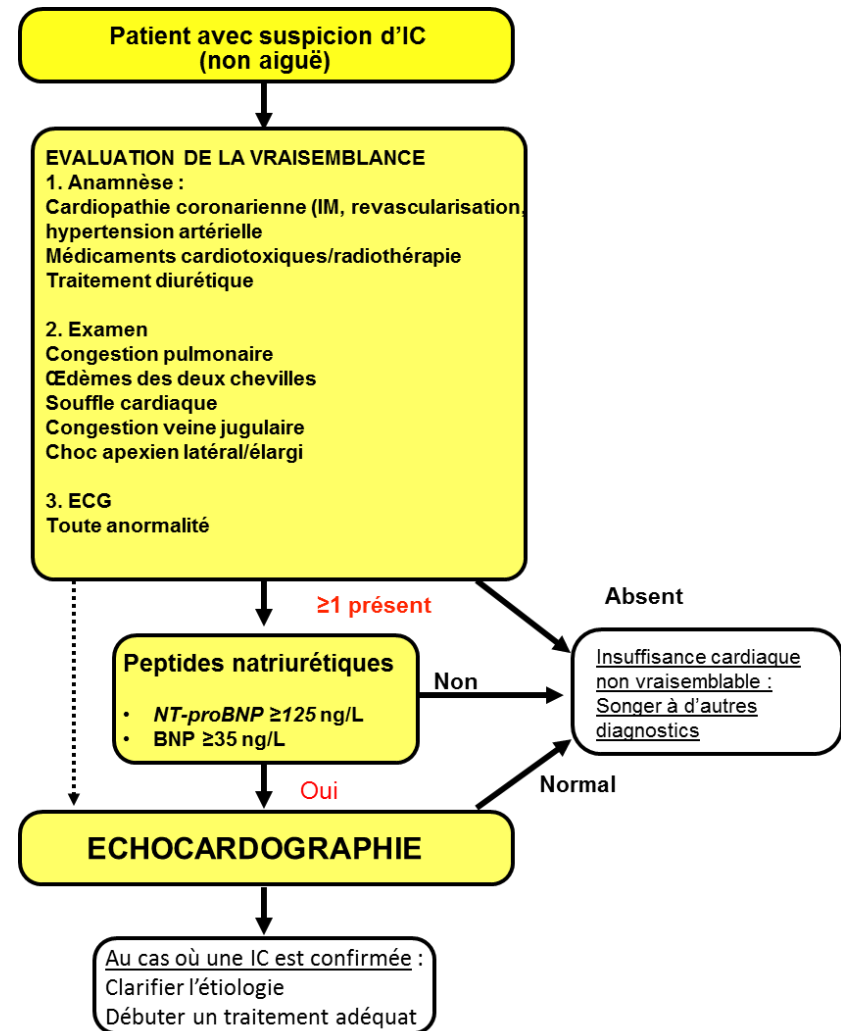 Patient avec suspicion d'IC
(non aiguë)
EVALUATION DE LA VRAISEMBLANCE
1. Anamnèse :
Cardiopathie coronarienne (IM, revascularisation,
hypertension artérielle
Médicaments cardiotoxiques/radiothérapie
Traitement diurétique
2. Examen
Congestion pulmonaire
Œdèmes des deux chevilles
Souffle cardiaque
Congestion veine jugulaire
Choc apexien latéral/élargi
3. ECG
Toute anormalité
≥1 présent
Absent
Peptides natriurétiques
• NT-proBNP ≥125 ng/L
• BNP ≥35 ng/L
Non
Insuffisance cardiaque
non vraisemblable :
Songer à d'autres
diagnostics
Oui
Normal
ECHOCARDOGRAPHIE
Au cas où une IC est confirmée :
Clarifier l'étiologie
Débuter un traitement adéquat